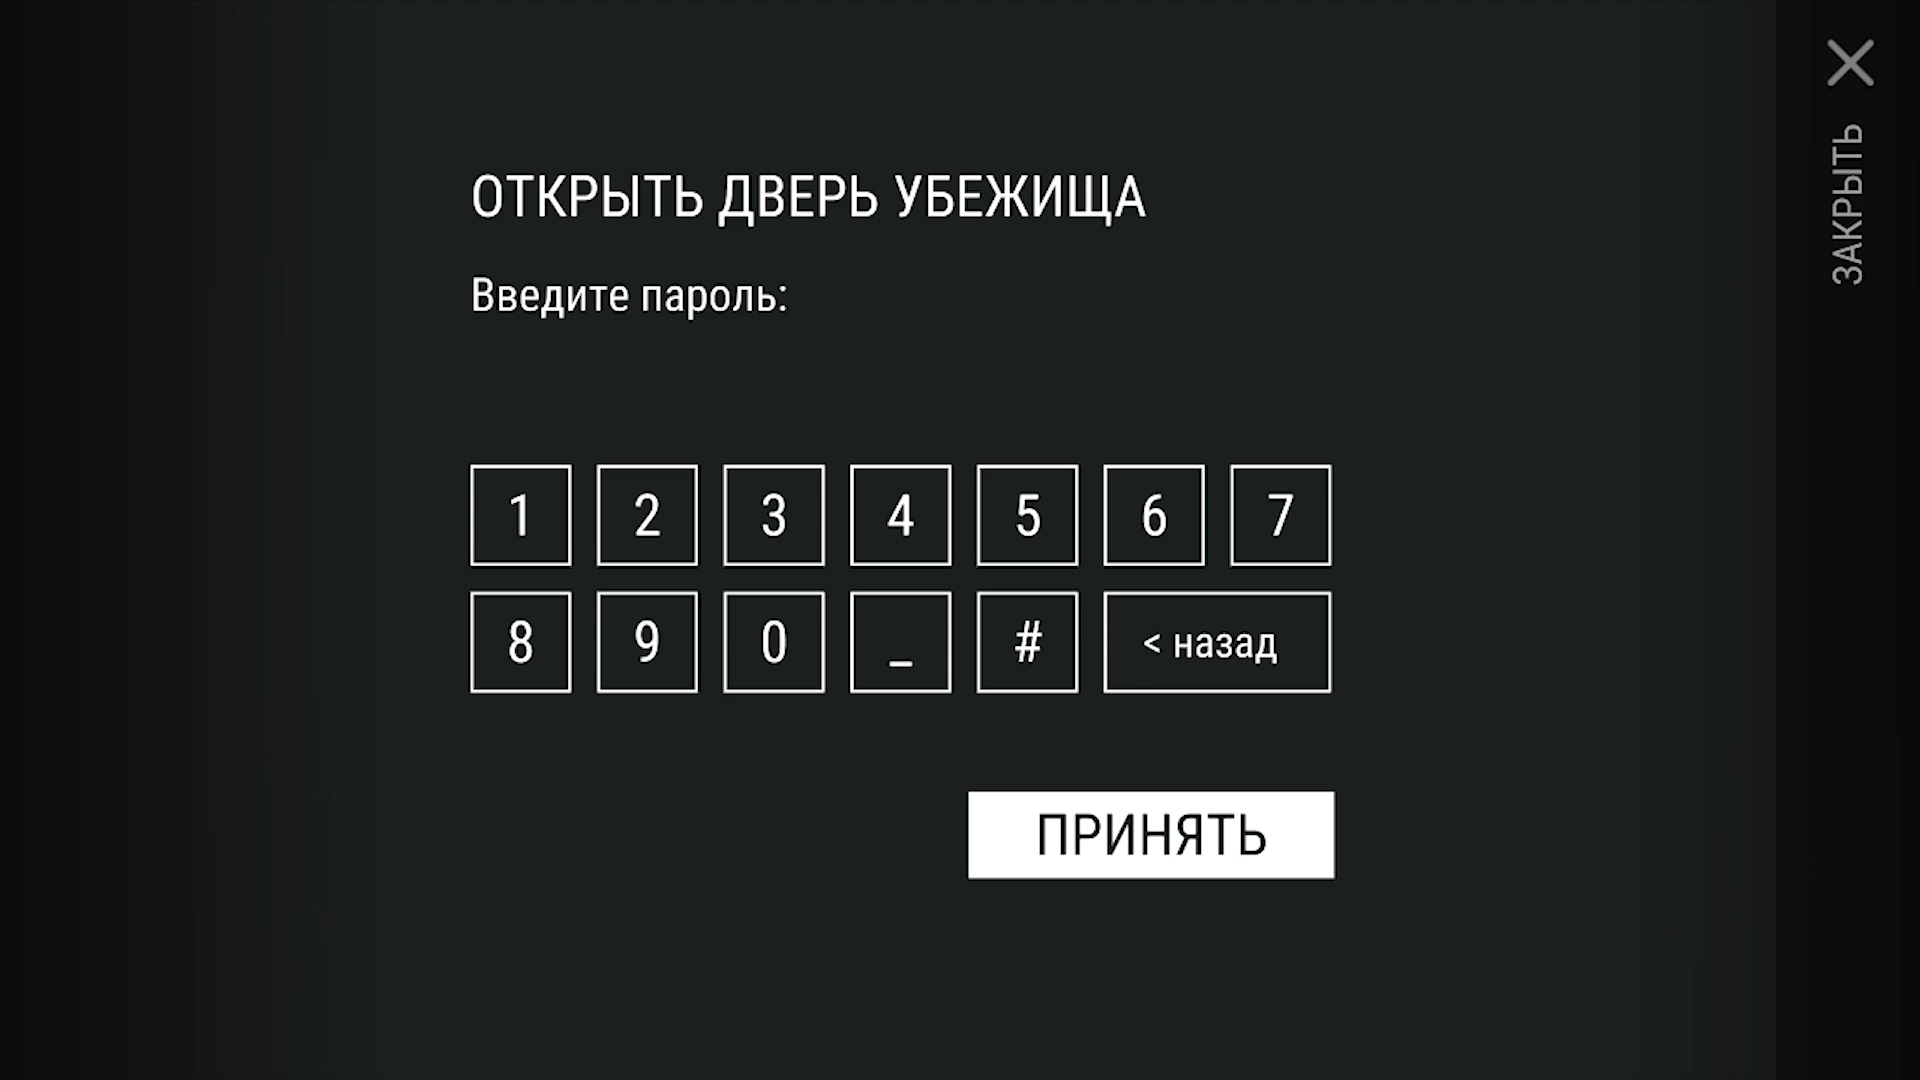 ЗАКРЫТЬ
ОТКРЫТЬ ДВЕРЬ УБЕЖИЩА
Введите пароль:
1 2 3 4 5 6 7
8 9 0 _ # < назад
ПРИНЯТЬ